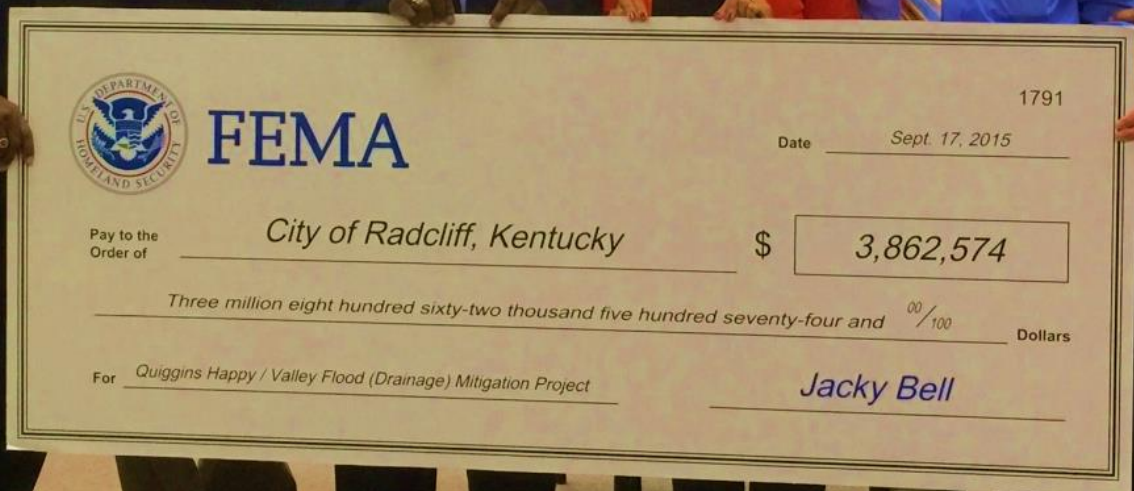 1791
U.S. DEPARTMENT OF
HOMELAND SECURITY
FEMA
Date Sept. 17, 2015
Pay to the
Order of
City of Radcliff, Kentucky $ 3,862,574
Three million eight hundred sixty-two thousand five hundred seventy-four and 00/100 Dollars
For Quiggins Happy / Valley Flood (Drainage) Mitigation Project
Jacky Bell